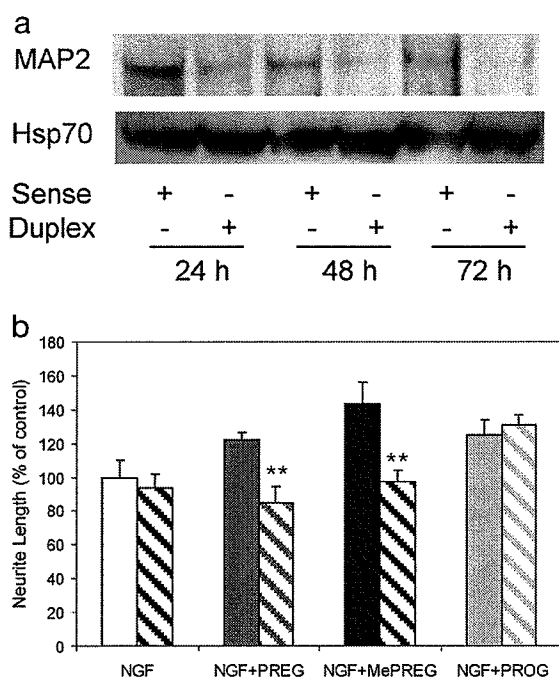 a
MAP2
Hsp70
Sense + - + - + -
Duplex - + - + - +
24 h 48 h 72 h
b
Neurite Length (% of control)
180
160
140
120
100
80
60
40
20
0
** **
NGF NGF+PREG NGF+MePREG NGF+PROG